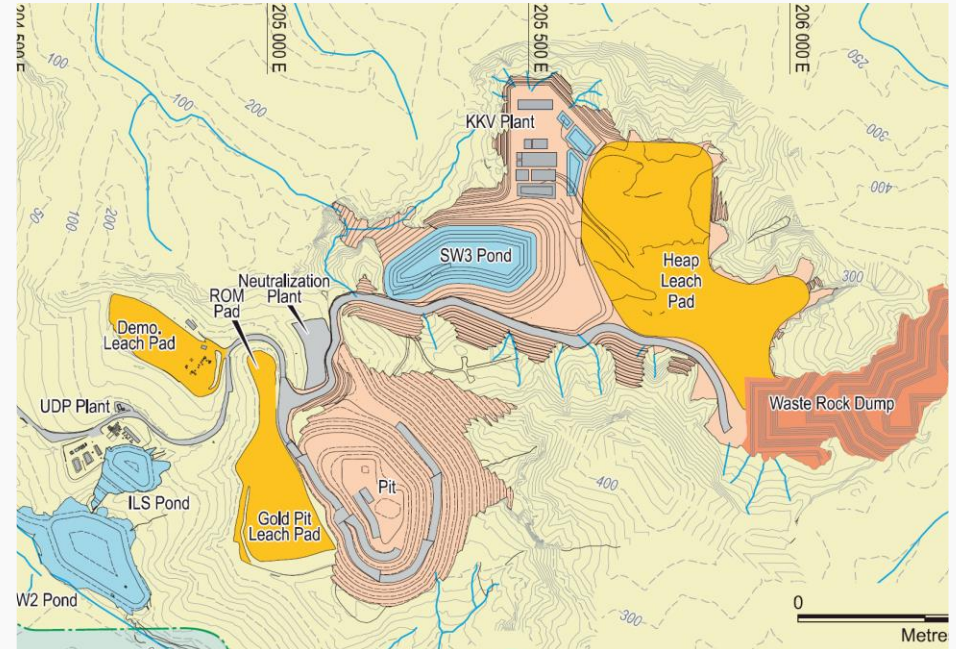 204 500 E
205 000 E
205 500 E
206 000 E
100
100
200
250
300
400
50
100
200
300
400
300
KKV Plant
SW3 Pond
Heap
Leach
Pad
Neutralization
Plant
ROM
Pad
Demo.
Leach Pad
UDP Plant
Waste Rock Dump
ILS Pond
Pit
Gold Pit
Leach Pad
W2 Pond
0
Metre